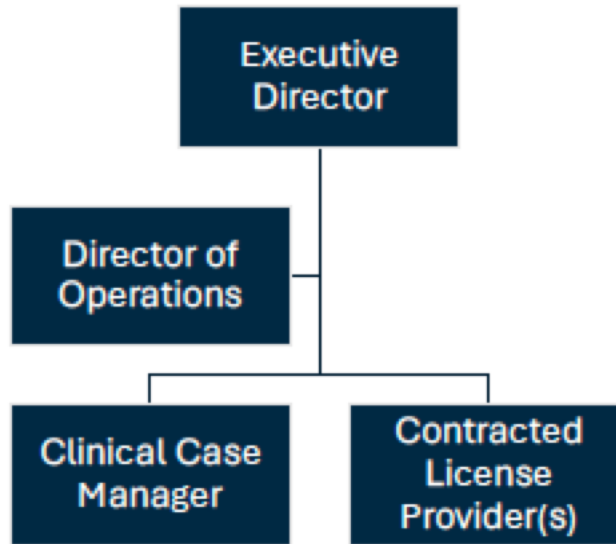 Executive
Director
Director of
Operations
Clinical Case
Manager
Contracted
License
Provider(s)